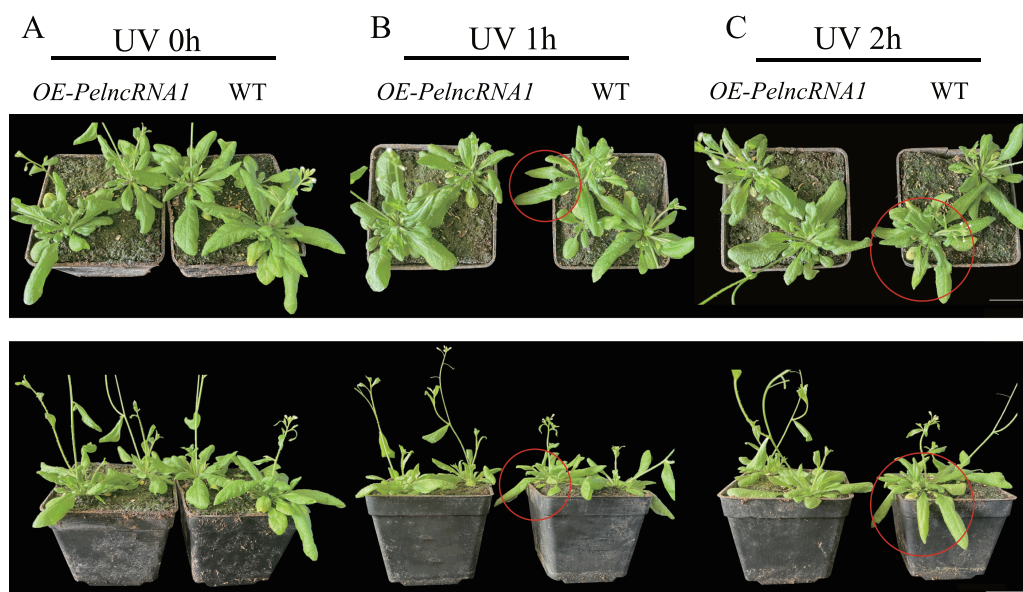 A
UV 0h
OE-PelncRNA1 WT
B
UV 1h
OE-PelncRNA1 WT
C
UV 2h
OE-PelncRNA1 WT